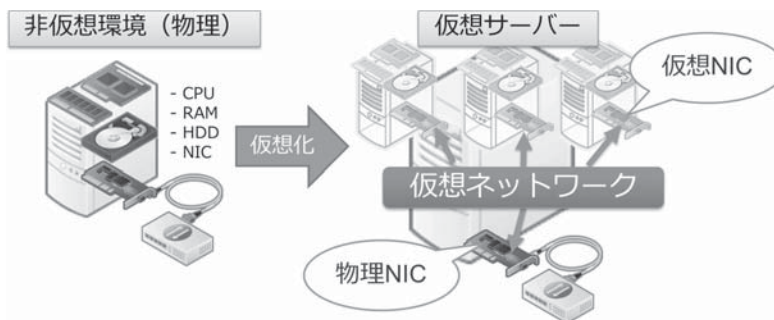 非仮想環境（物理）
- CPU
- RAM
- HDD
- NIC
仮想化
仮想サーバー
仮想NIC
仮想ネットワーク
物理NIC